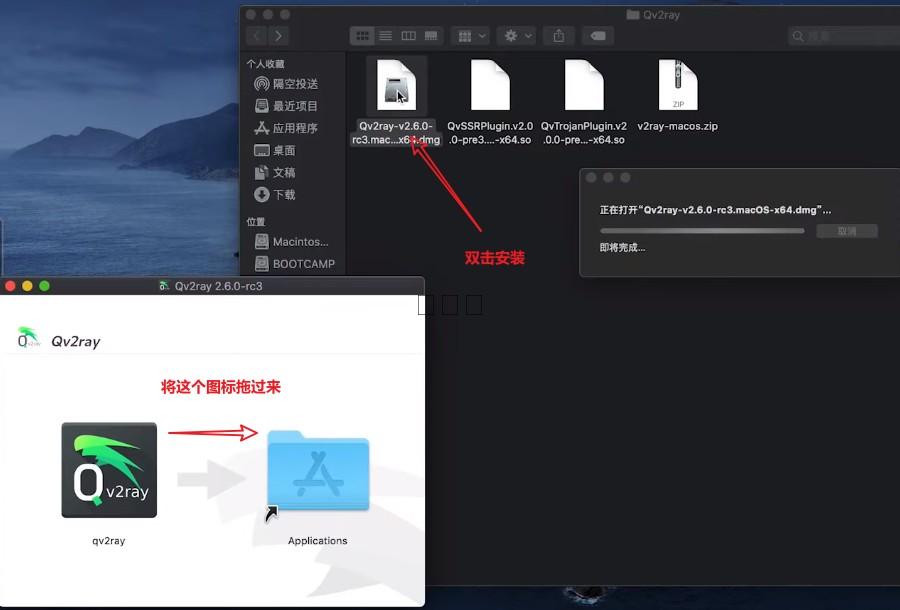 Qv2ray
搜索
个人收藏
隔空投送
最近项目
应用程序
桌面
文稿
下载
位置
Macintos...
BOOTCAMP
Qv2ray-v2.6.0-
rc3.mac...x64.dmg
QvSSRPlugin.v2.0
.0-pre3....-x64.so
QvTrojanPlugin.v2
.0.0-pre...-x64.so
ZIP
v2ray-macos.zip
双击安装
正在打开“Qv2ray-v2.6.0-rc3.macOS-x64.dmg”...
取消
即将完成...
Qv2ray 2.6.0-rc3
Qv2ray
Qv2ray
将这个图标拖过来
Qv2ray
qv2ray
Applications